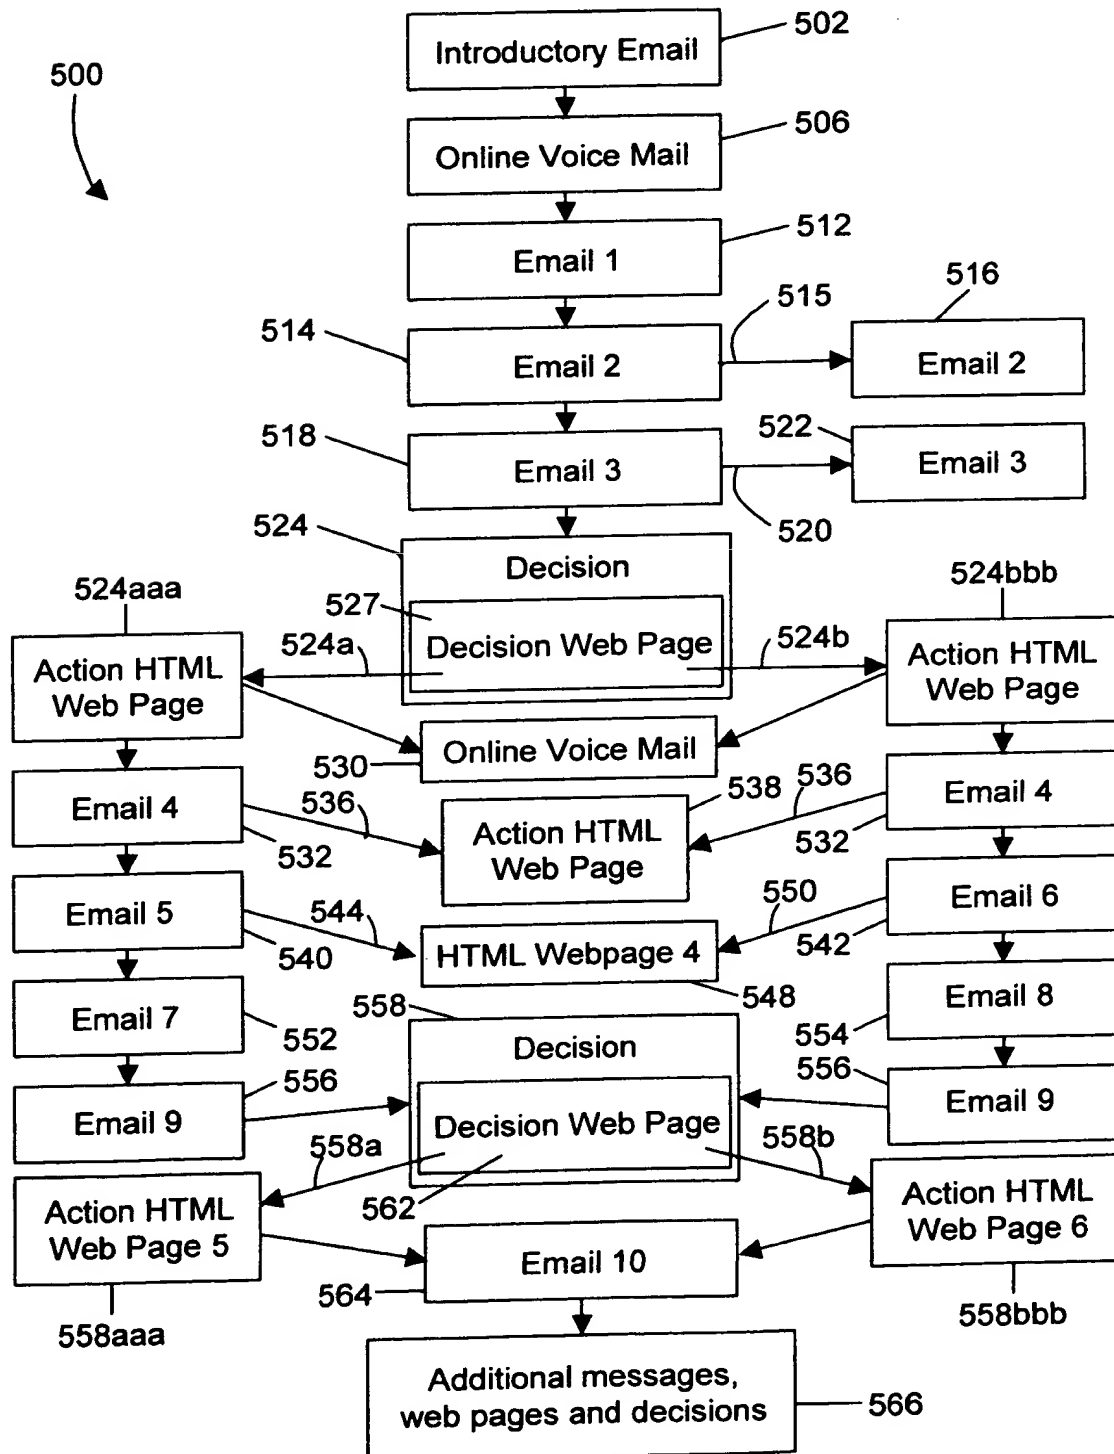 502
Introductory Email
500
506
Online Voice Mail
512
Email 1
515
516
514
Email 2
Email 2
518
522
Email 3
Email 3
520
524
Decision
524aaa
524bbb
527
Decision Web Page
524a
524b
Action HTML
Web Page
Action HTML
Web Page
Online Voice Mail
530
538
536
536
Email 4
Action HTML
Web Page
Email 4
532
532
550
544
Email 5
Email 6
540
HTML Webpage 4
542
548
558
Email 7
Email 8
552
Decision
554
556
556
Email 9
Decision Web Page
Email 9
558a
558b
562
Action HTML
Web Page 5
Action HTML
Web Page 6
Email 10
564
558aaa
558bbb
Additional messages,
web pages and decisions
566